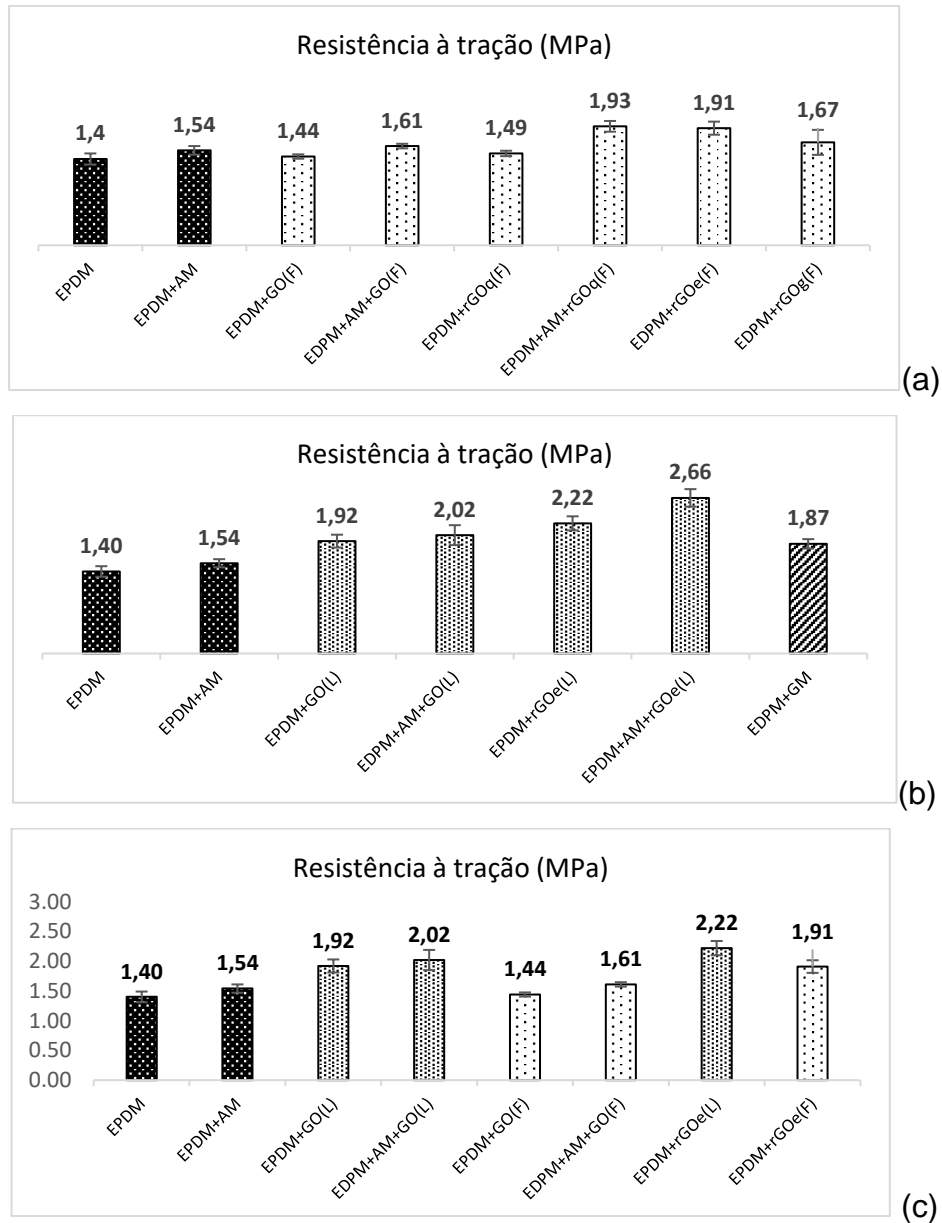 Resistência à tração (MPa)
1,4
1,54
1,44
1,61
1,49
1,93
1,91
1,67
EPDM
EPDM+AM
EPDM+GO(F)
EDPM+AM+GO(F)
EPDM+rGOq(F)
EDPM+AM+rGOq(F)
EDPM+rGOe(F)
EDPM+rGOg(F)
(a)
Resistência à tração (MPa)
1,40
1,54
1,92
2,02
2,22
2,66
1,87
EPDM
EPDM+AM
EPDM+GO(L)
EDPM+AM+GO(L)
EPDM+rGOe(L)
EDPM+AM+rGOe(L)
EDPM+GM
(b)
Resistência à tração (MPa)
3.00
2.50
2.00
1.50
1.00
0.50
0.00
1,40
1,54
1,92
2,02
1,44
1,61
2,22
1,91
EPDM
EPDM+AM
EPDM+GO(L)
EDPM+AM+GO(L)
EPDM+GO(F)
EDPM+AM+GO(F)
EPDM+rGOe(L)
EPDM+rGOe(F)
(c)